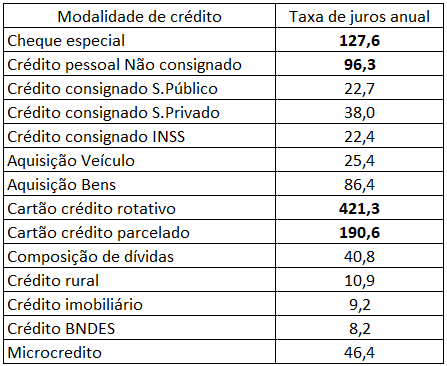 Modalidade de crédito Taxa de juros anual
Cheque especial 127,6
Crédito pessoal Não consignado 96,3
Crédito consignado S.Público 22,7
Crédito consignado S.Privado 38,0
Crédito consignado INSS 22,4
Aquisição Veículo 25,4
Aquisição Bens 86,4
Cartão crédito rotativo 421,3
Cartão crédito parcelado 190,6
Composição de dívidas 40,8
Crédito rural 10,9
Crédito imobiliário 9,2
Crédito BNDES 8,2
Microcredito 46,4